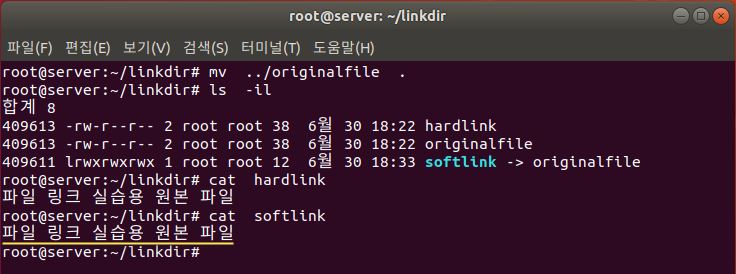 root@server: ~/linkdir
파일(F) 편집(E) 보기(V) 검색(S) 터미널(T) 도움말(H)
root@server:~/linkdir# mv  ../originalfile  .
root@server:~/linkdir# ls  -il
합계 8
409613 -rw-r--r-- 2 root root 38  6월 30 18:22 hardlink
409613 -rw-r--r-- 2 root root 38  6월 30 18:22 originalfile
409611 lrwxrwxrwx 1 root root 12  6월 30 18:33 softlink -> originalfile
root@server:~/linkdir# cat  hardlink
파일 링크 실습용 원본 파일
root@server:~/linkdir# cat  softlink
파일 링크 실습용 원본 파일
root@server:~/linkdir#